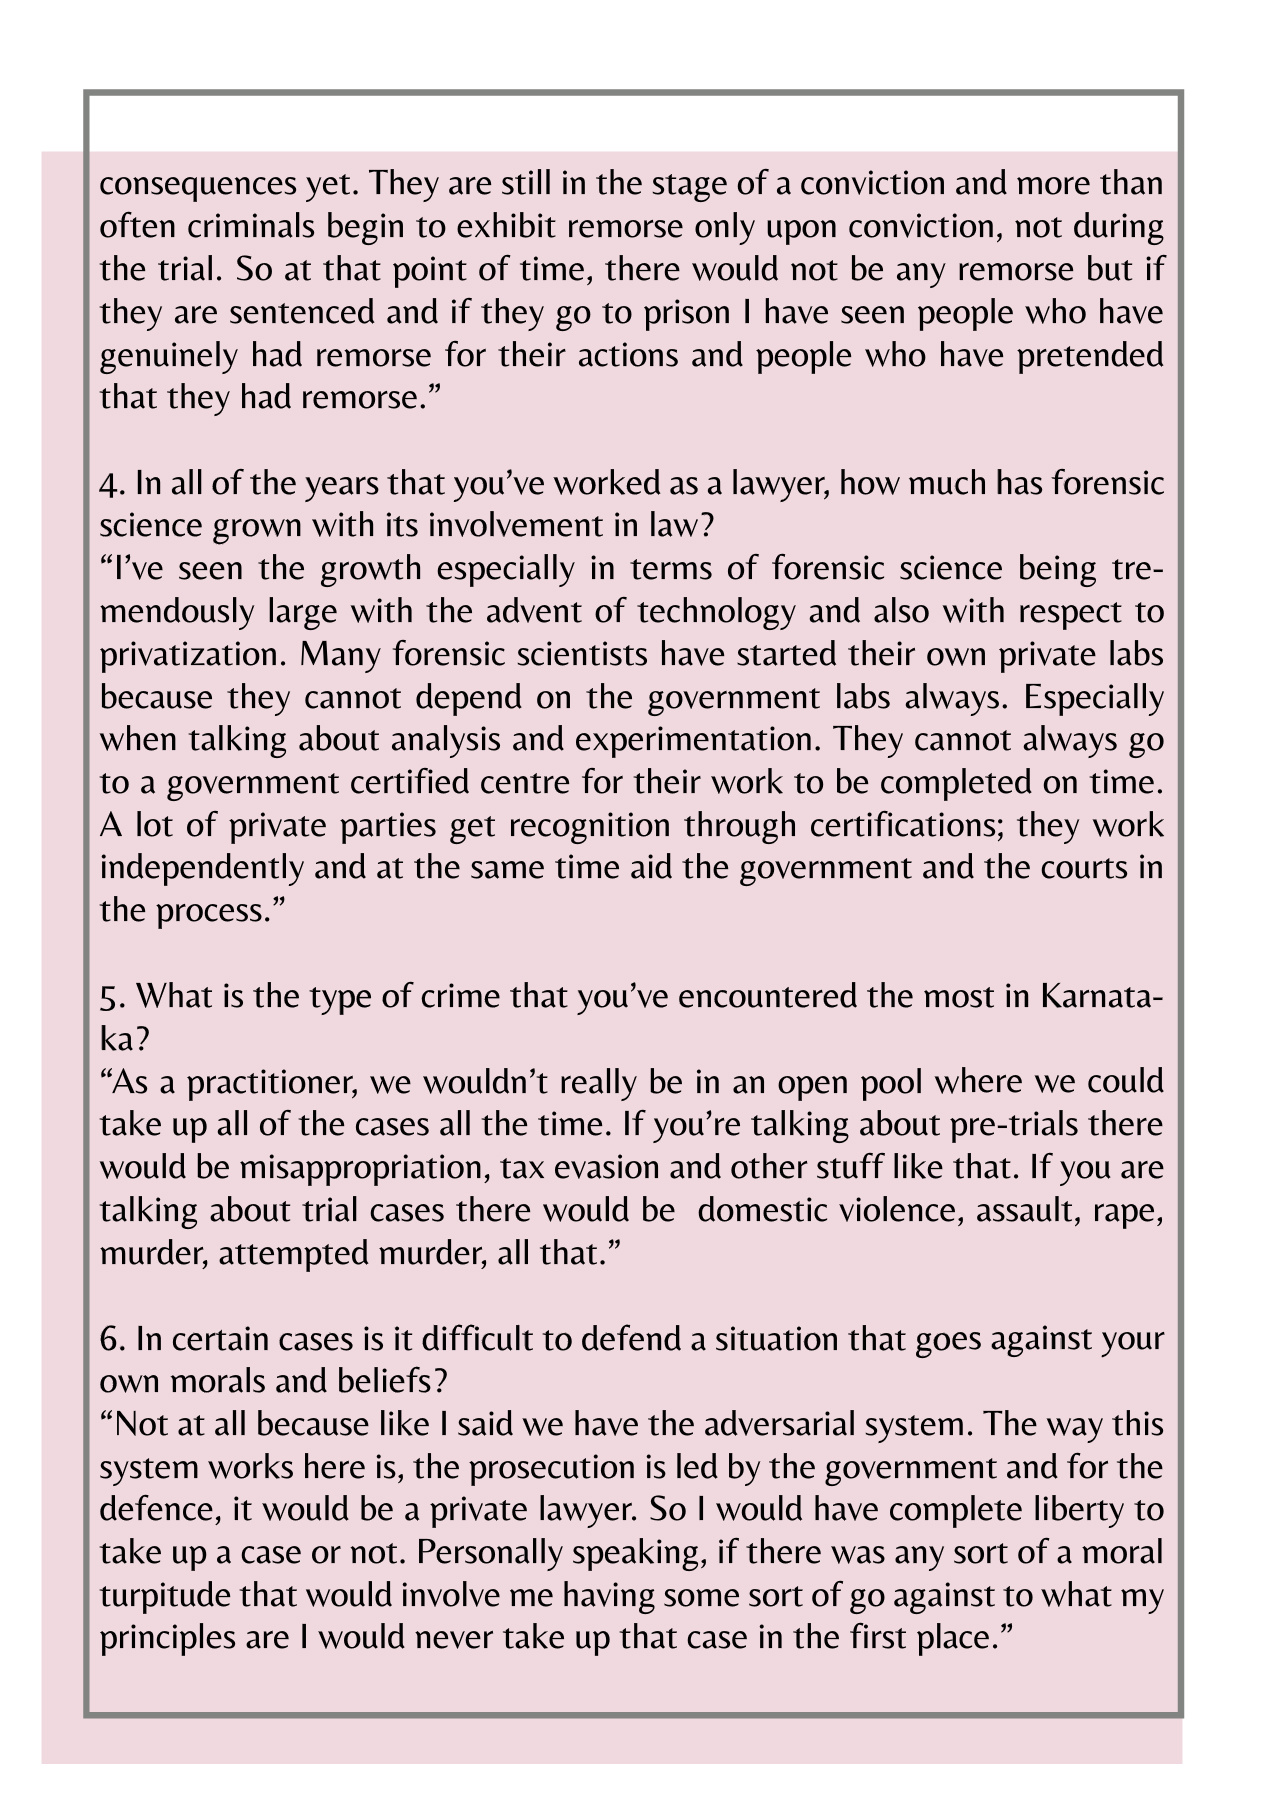 consequences yet. They are still in the stage of a conviction and more than
often criminals begin to exhibit remorse only upon conviction, not during
the trial. So at that point of time, there would not be any remorse but if
they are sentenced and if they go to prison I have seen people who have
genuinely had remorse for their actions and people who have pretended
that they had remorse.”
4. In all of the years that you’ve worked as a lawyer, how much has forensic
science grown with its involvement in law?
“I’ve seen the growth especially in terms of forensic science being tre-
mendously large with the advent of technology and also with respect to
privatization. Many forensic scientists have started their own private labs
because they cannot depend on the government labs always. Especially
when talking about analysis and experimentation. They cannot always go
to a government certified centre for their work to be completed on time.
A lot of private parties get recognition through certifications; they work
independently and at the same time aid the government and the courts in
the process.”
5. What is the type of crime that you’ve encountered the most in Karnata-
ka?
“As a practitioner, we wouldn’t really be in an open pool where we could
take up all of the cases all the time. If you’re talking about pre-trials there
would be misappropriation, tax evasion and other stuff like that. If you are
talking about trial cases there would be  domestic violence, assault, rape,
murder, attempted murder, all that.”
6. In certain cases is it difficult to defend a situation that goes against your
own morals and beliefs?
“Not at all because like I said we have the adversarial system. The way this
system works here is, the prosecution is led by the government and for the
defence, it would be a private lawyer. So I would have complete liberty to
take up a case or not. Personally speaking, if there was any sort of a moral
turpitude that would involve me having some sort of go against to what my
principles are I would never take up that case in the first place.”